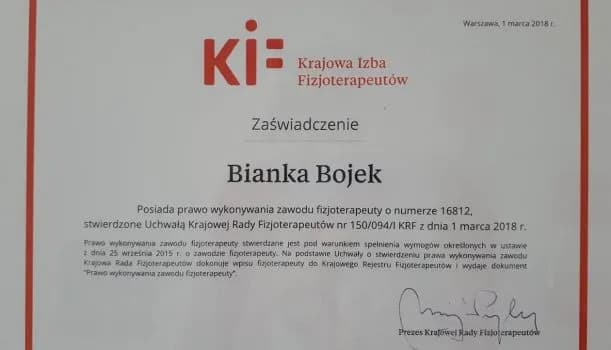 Warszawa, 1 marca 2018 r.
KIF Krajowa Izba
Fizjoterapeutów
Zaświadczenie
Bianka Bojek
Posiada prawo wykonywania zawodu fizjoterapeuty o numerze 16812,
stwierdzone Uchwałą Krajowej Rady Fizjoterapeutów nr 150/094/I KRF z dnia 1 marca 2018 r.
Prawo wykonywania zawodu fizjoterapeuty stwierdzane jest pod warunkiem spełnienia wymogów określonych w ustawie
z dnia 25 września 2015 r. o zawodzie fizjoterapeuty. Na podstawie Uchwały o stwierdzeniu prawa wykonywania zawodu
Krajowa Rada Fizjoterapeutów dokonuje wpisu fizjoterapeuty do Krajowego Rejestru Fizjoterapeutów i wydaje dokument
"Prawo wykonywania zawodu fizjoterapeuty".
Prezes Krajowej Rady Fizjoterapeutów